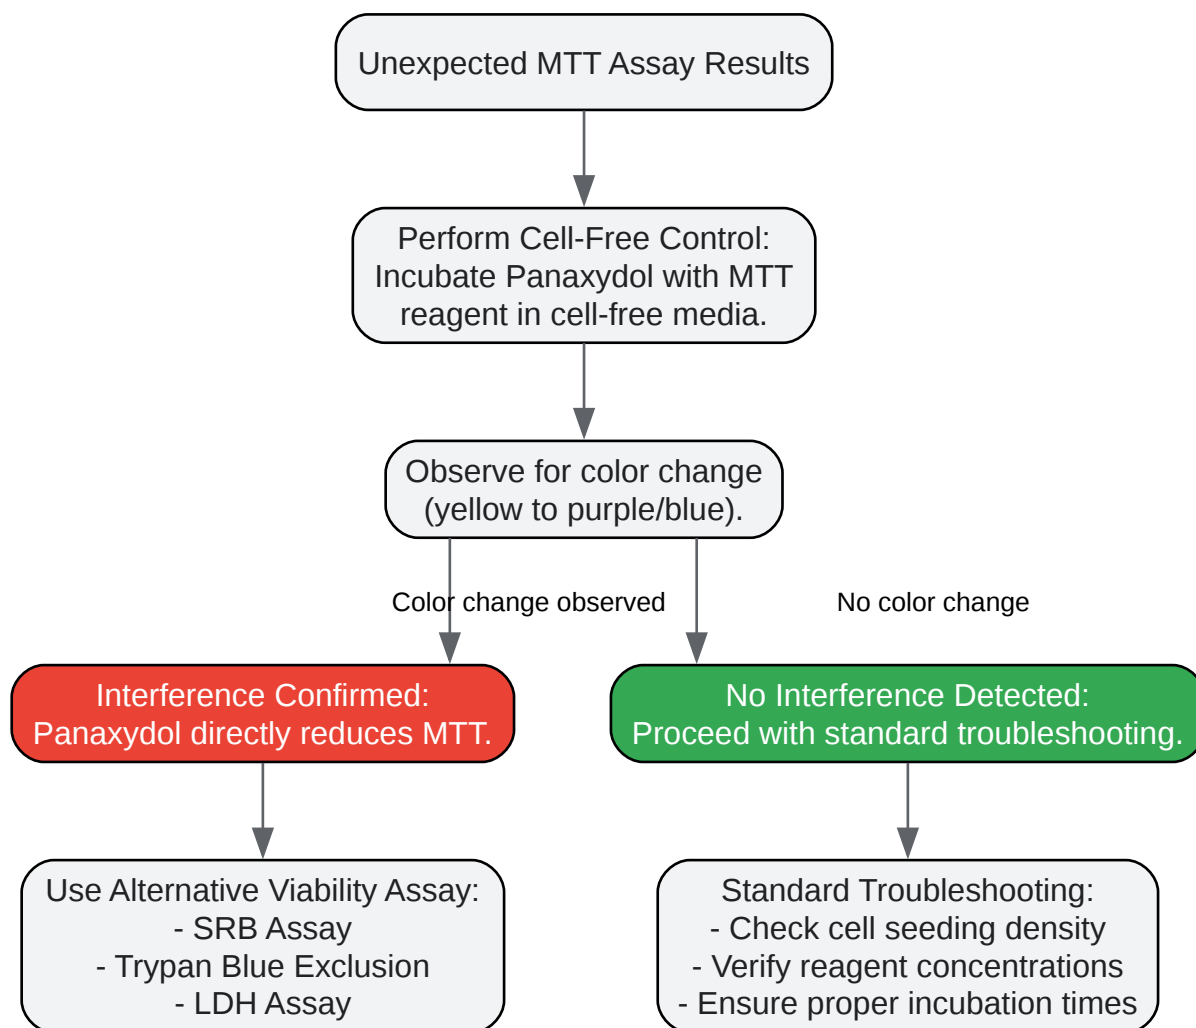 Unexpected MTT Assay Results
Perform Cell-Free Control:
Incubate Panaxydol with MTT
reagent in cell-free media.
Observe for color change
(yellow to purple/blue).
Color change observed
No color change
Interference Confirmed:
Panaxydol directly reduces MTT.
No Interference Detected:
Proceed with standard troubleshooting.
Use Alternative Viability Assay:
- SRB Assay
- Trypan Blue Exclusion
- LDH Assay
Standard Troubleshooting:
- Check cell seeding density
- Verify reagent concentrations
- Ensure proper incubation times